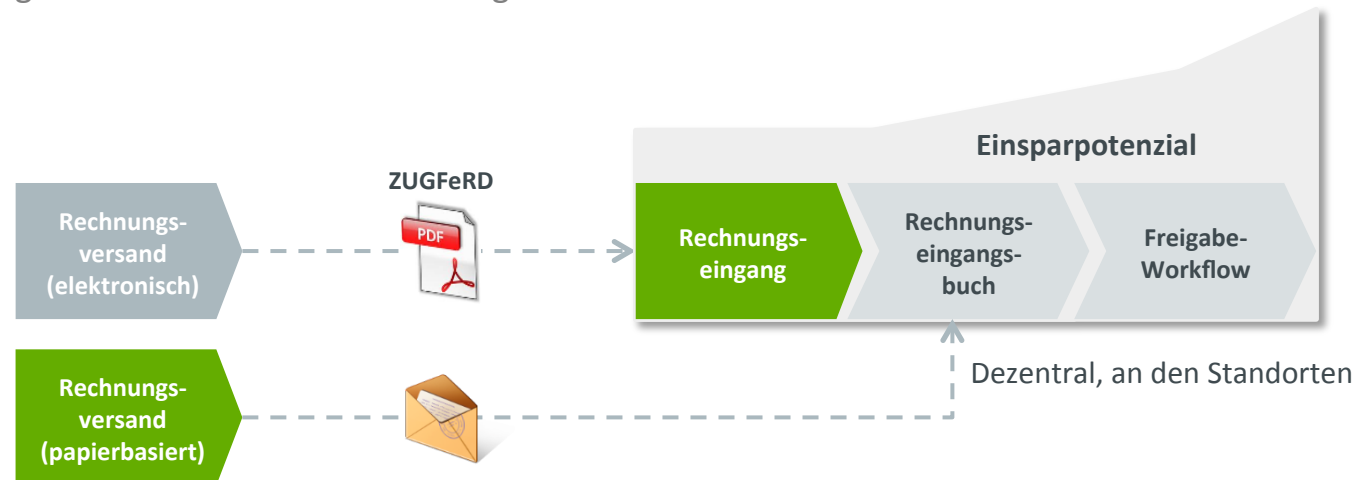 Einsparpotenzial
ZUGFeRD
PDF
Rechnungs-
versand
(elektronisch)
Rechnungs-
eingang
Rechnungs-
eingangs-
buch
Freigabe-
Workflow
Dezentral, an den Standorten
Rechnungs-
versand
(papierbasiert)